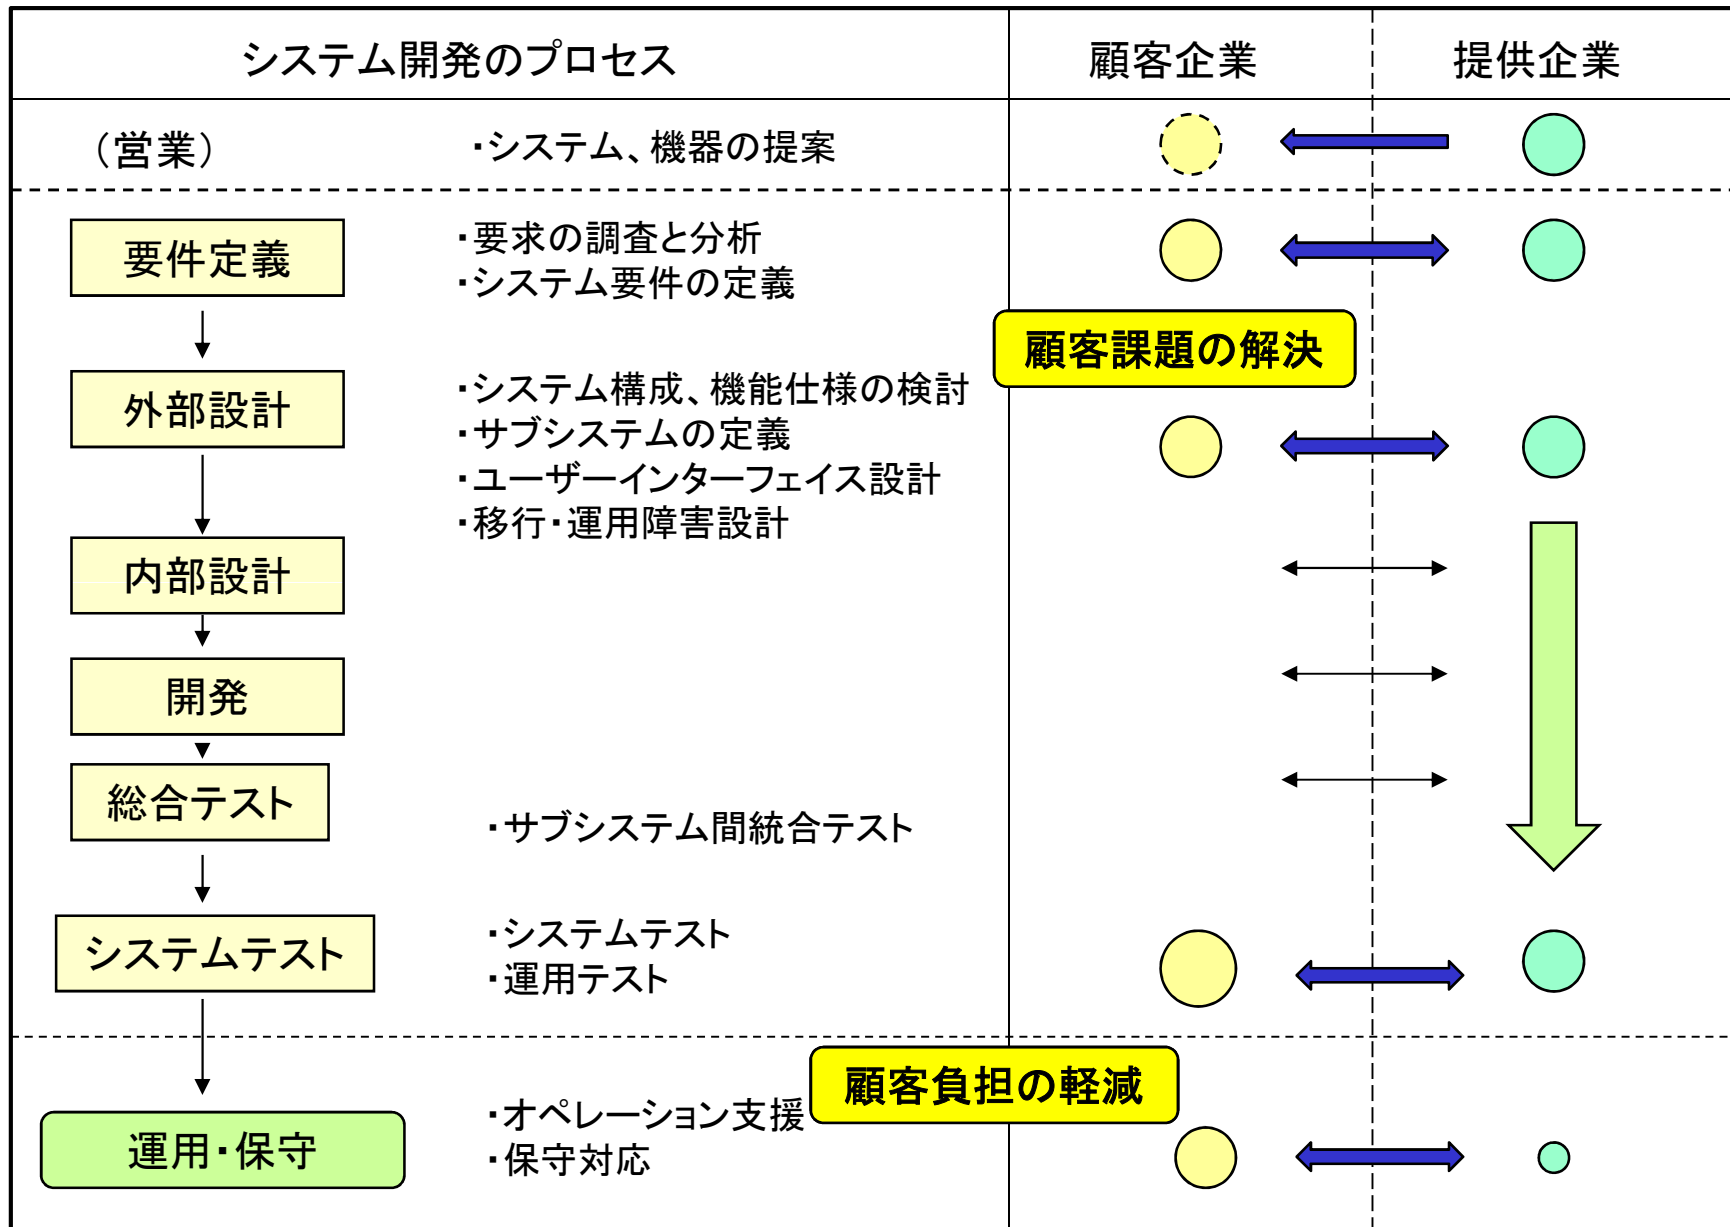 システム開発のプロセス
顧客企業
提供企業
（営業）
・システム、機器の提案
要件定義
・要求の調査と分析
・システム要件の定義
顧客課題の解決
外部設計
・システム構成、機能仕様の検討
・サブシステムの定義
・ユーザーインターフェイス設計
・移行・運用障害設計
内部設計
開発
総合テスト
・サブシステム間統合テスト
システムテスト
・システムテスト
・運用テスト
顧客負担の軽減
運用・保守
・オペレーション支援
・保守対応